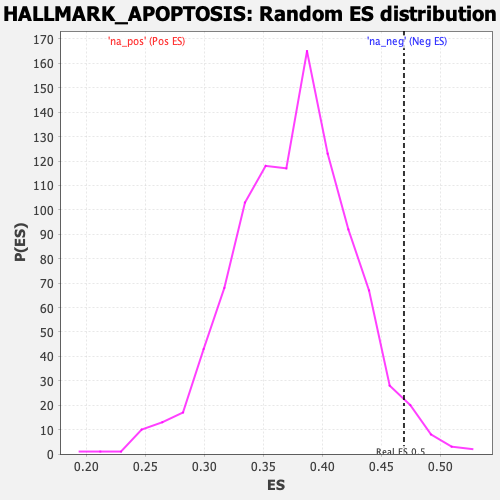 HALLMARK_APOPTOSIS: Random ES distribution
'na_pos' (Pos ES)
'na_neg' (Neg ES)
170
160
150
140
130
120
110
100
90
80
70
60
50
40
30
20
10
0
P(ES)
Real ES 0.5
0.20 0.25 0.30 0.35 0.40 0.45 0.50
ES